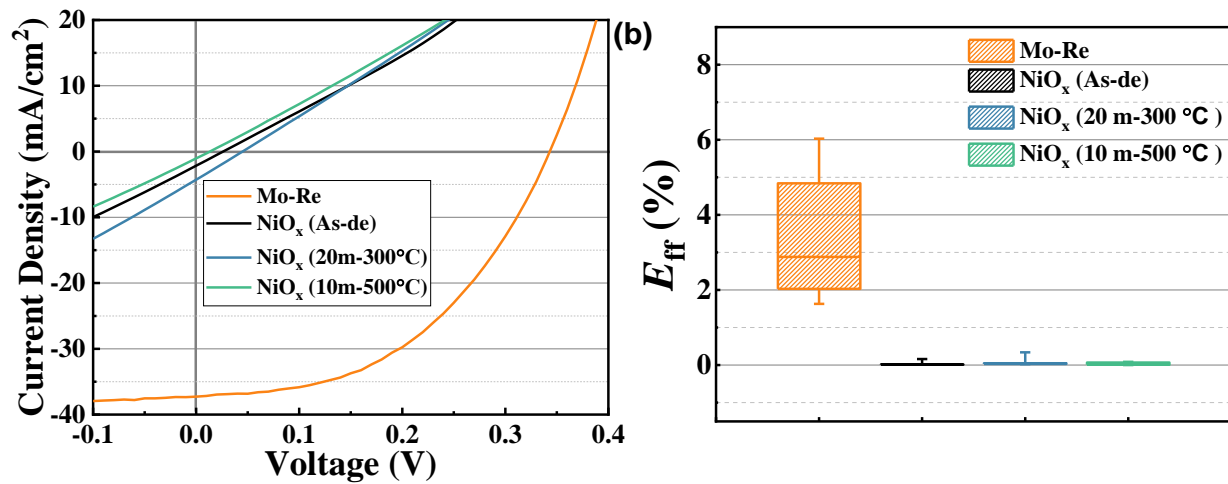 Current Density (mA/cm²)
20
10
0
-10
-20
-30
-40
-0.1
0.0
0.1
0.2
0.3
0.4
Voltage (V)
Mo-Re
NiOₓ (As-de)
NiOₓ (20m-300°C)
NiOₓ (10m-500°C)
(b)
E_ff (%)
8
6
4
2
0
Mo-Re
NiOₓ (As-de)
NiOₓ (20 m-300 °C )
NiOₓ (10 m-500 °C )